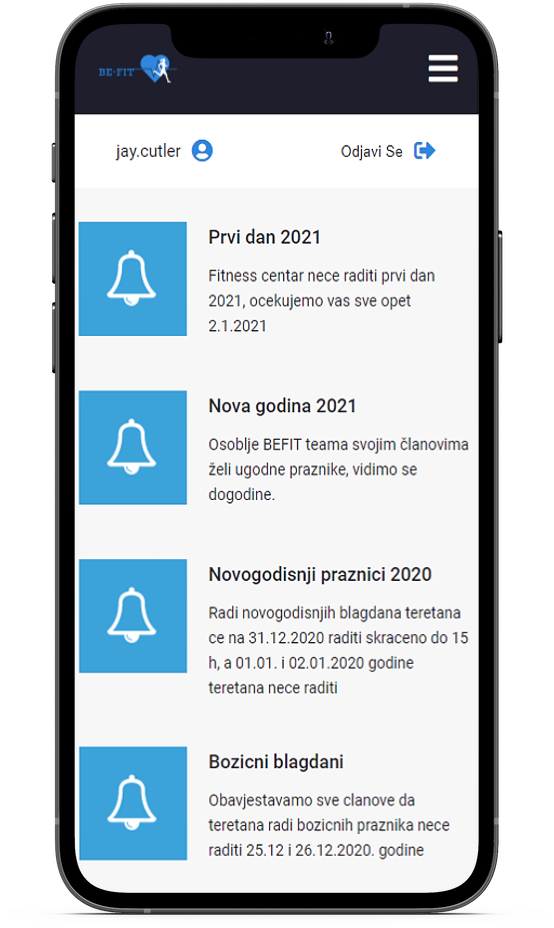 BE-FIT
jay.cutler
Odjavi Se
Prvi dan 2021
Fitness centar nece raditi prvi dan
2021, ocekujemo vas sve opet
2.1.2021
Nova godina 2021
Osoblje BEFIT teama svojim članovima
želi ugodne praznike, vidimo se
dogodine.
Novogodisnji praznici 2020
Radi novogodisnjih blagdana teretana
ce na 31.12.2020 raditi skraceno do 15
h, a 01.01. i 02.01.2020 godine
teretana nece raditi
Bozicni blagdani
Obavjestavamo sve clanove da
teretana radi bozicnih praznika nece
raditi 25.12 i 26.12.2020. godine